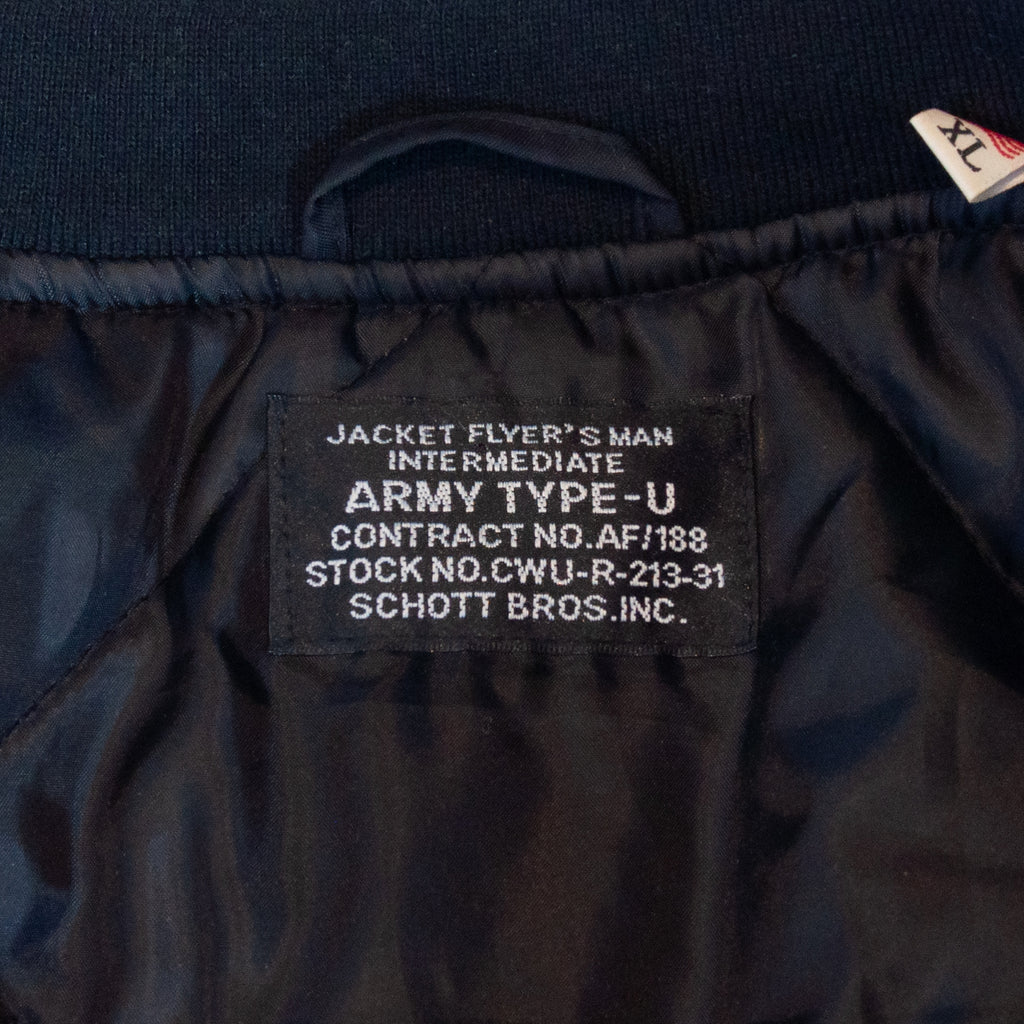 XL
JACKET FLYER'S MAN
INTERMEDIATE
ARMY TYPE-U
CONTRACT NO.AF/188
STOCK NO.CWU-R-213-31
SCHOTT BROS.INC.